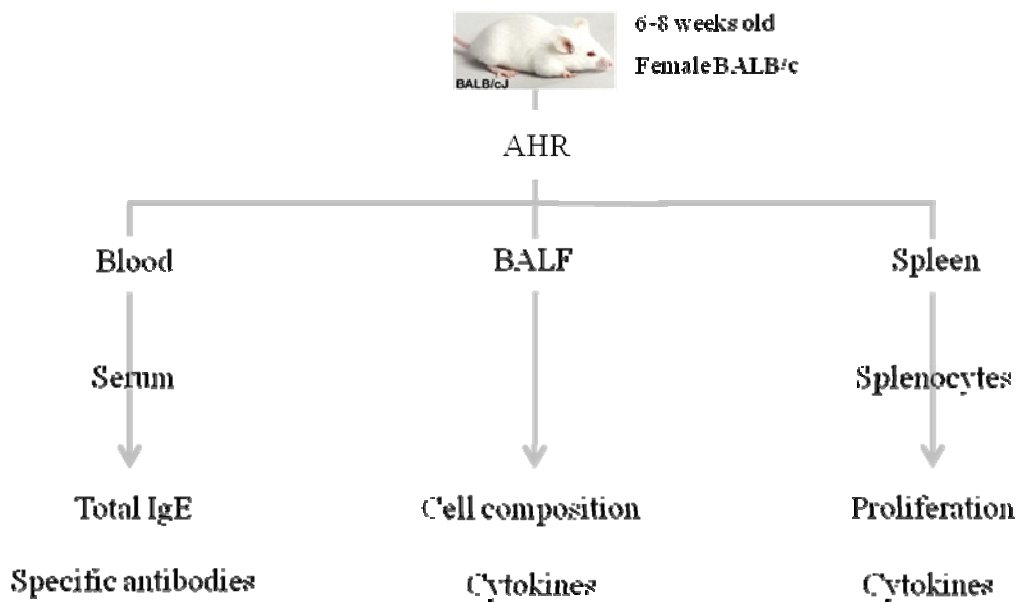 6-8 weeks old
Female BALB/c
BALB/cJ
AHR
Blood
BALF
Spleen
Serum
Splenocytes
Total IgE
Cell composition
Proliferation
Specific antibodies
Cytokines
Cytokines